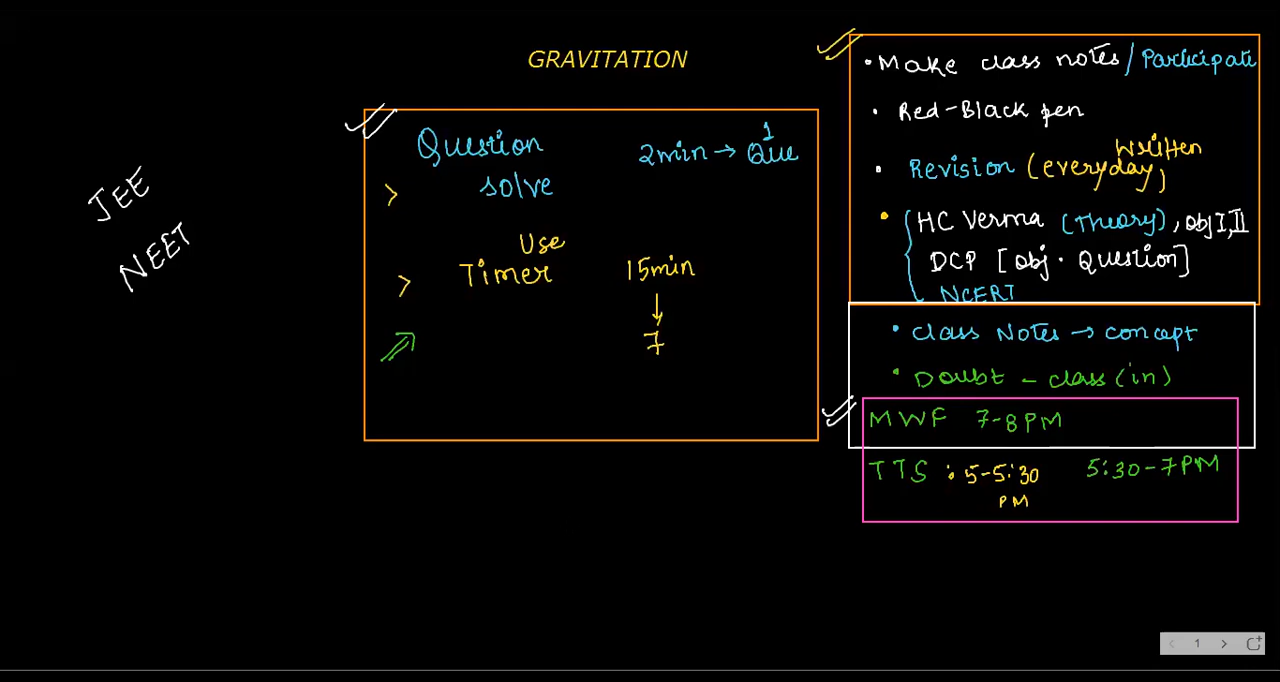 GRAVITATION
JEE
NEET
Question
solve
2min → 1 Que
Use
Timer
15min
↓
7
• Make class notes / Participate
• Red-Black pen
• Revision (everyday, Written
• HC Verma (Theory), obj I, II
DCP [obj. Question]
NCERT
• class Notes → concept
• Doubt - class (in)
MWF 7-8PM
TTS : 5-5:30 PM 5:30-7PM
1